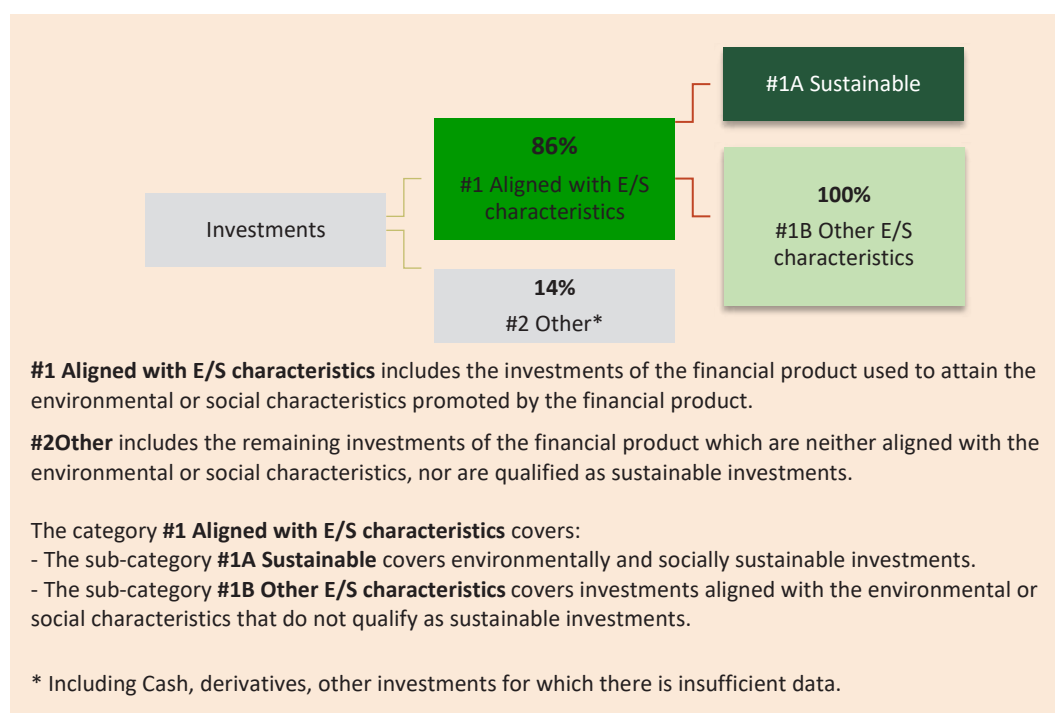 #1A Sustainable
86%
#1 Aligned with E/S
characteristics
100%
#1B Other E/S
characteristics
Investments
14%
#2 Other*
#1 Aligned with E/S characteristics includes the investments of the financial product used to attain the
environmental or social characteristics promoted by the financial product.
#2Other includes the remaining investments of the financial product which are neither aligned with the
environmental or social characteristics, nor are qualified as sustainable investments.
The category #1 Aligned with E/S characteristics covers:
- The sub-category #1A Sustainable covers environmentally and socially sustainable investments.
- The sub-category #1B Other E/S characteristics covers investments aligned with the environmental or
social characteristics that do not qualify as sustainable investments.
* Including Cash, derivatives, other investments for which there is insufficient data.